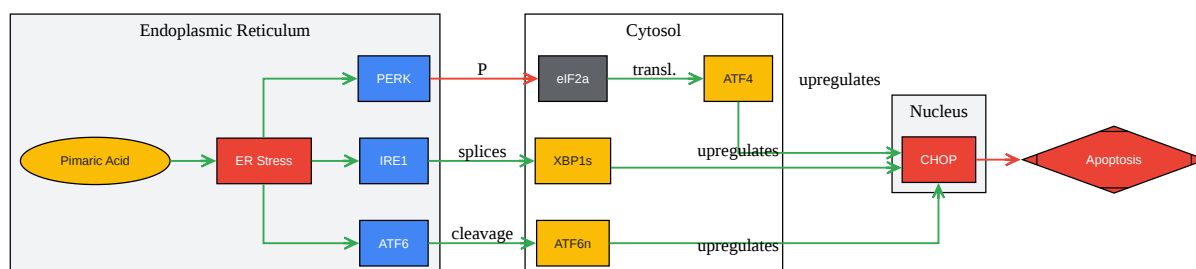 Endoplasmic Reticulum
Cytosol
PERK
P
eIF2a
transl.
ATF4
upregulates
Nucleus
Pimaric Acid
ER Stress
IRE1
splices
XBP1s
upregulates
CHOP
Apoptosis
ATF6
cleavage
ATF6n
upregulates